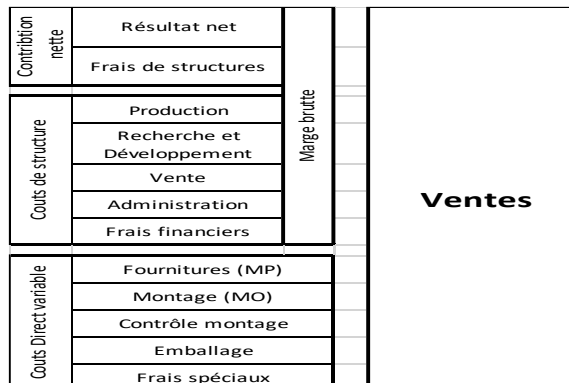 Contribtion
nette
Résultat net
Frais de structures
Marge brutte
Couts de structure
Production
Recherche et
Développement
Vente
Administration
Frais financiers
Ventes
Couts Direct variable
Fournitures (MP)
Montage (MO)
Contrôle montage
Emballage
Frais spéciaux